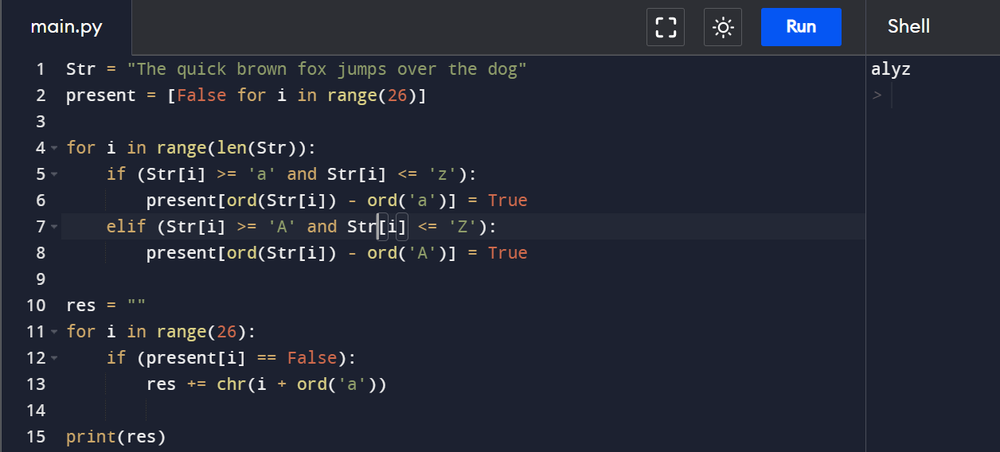 main.py Run Shell
1 Str = "The quick brown fox jumps over the dog"
2 present = [False for i in range(26)]
3
4 for i in range(len(Str)):
5     if (Str[i] >= 'a' and Str[i] <= 'z'):
6         present[ord(Str[i]) - ord('a')] = True
7     elif (Str[i] >= 'A' and Str[i] <= 'Z'):
8         present[ord(Str[i]) - ord('A')] = True
9
10 res = ""
11 for i in range(26):
12     if (present[i] == False):
13         res += chr(i + ord('a'))
14
15 print(res)
alyz
>